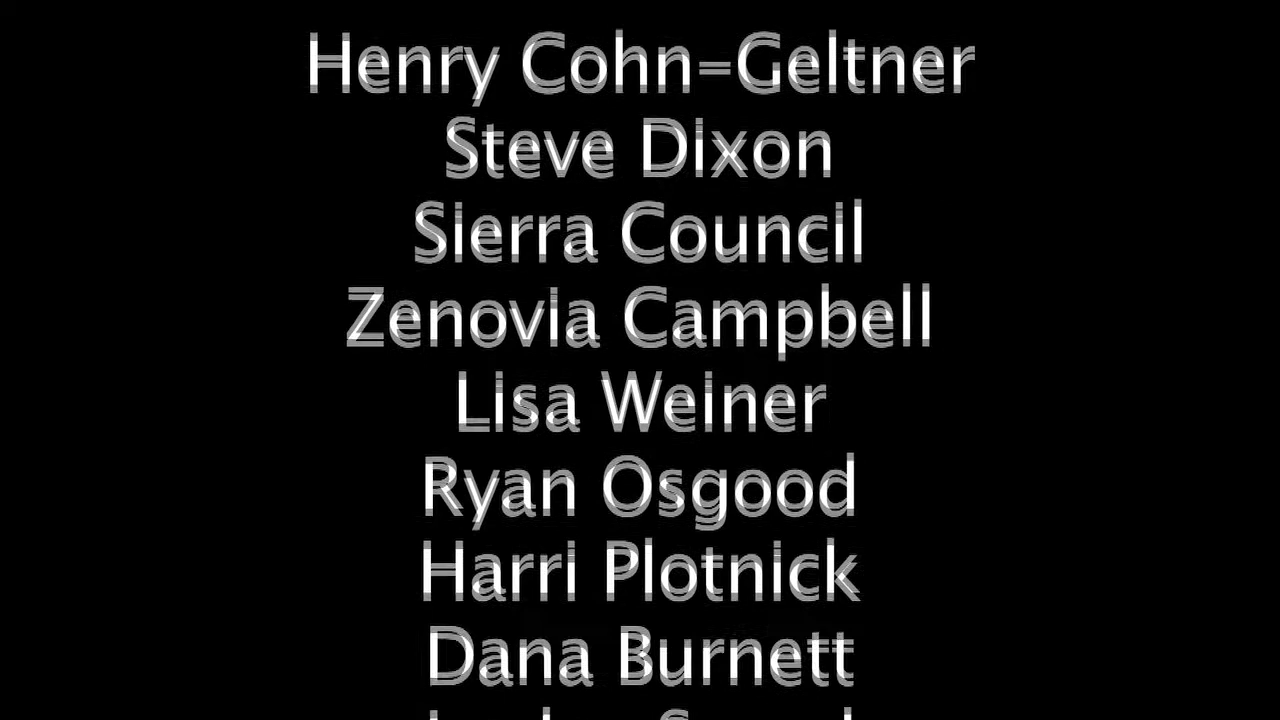 Henry Cohn-Geltner
Steve Dixon
Sierra Council
Zenovia Campbell
Lisa Weiner
Ryan Osgood
Harri Plotnick
Dana Burnett